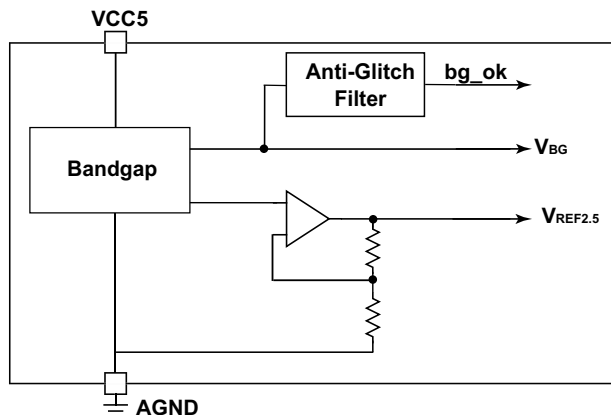 VCC5
Anti-Glitch
Filter
bg_ok
Bandgap
VBG
VREF2.5
AGND